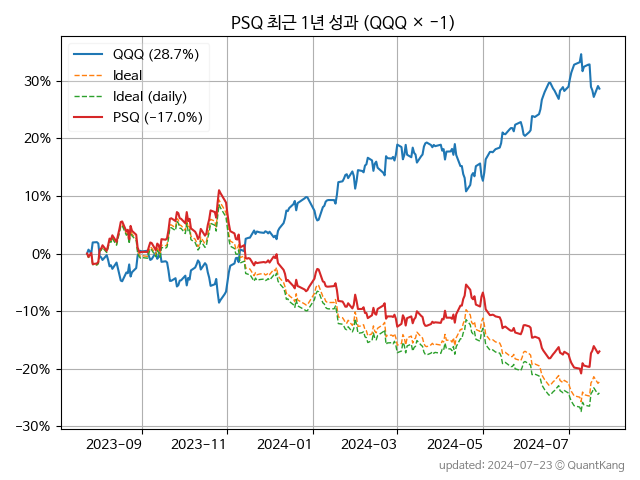 PSQ 최근 1년 성과 (QQQ × −1)
QQQ (28.7%)
Ideal
Ideal (daily)
PSQ (−17.0%)
30%
20%
10%
0%
−10%
−20%
−30%
2023−09
2023−11
2024−01
2024−03
2024−05
2024−07
updated: 2024−07−23 © QuantKang